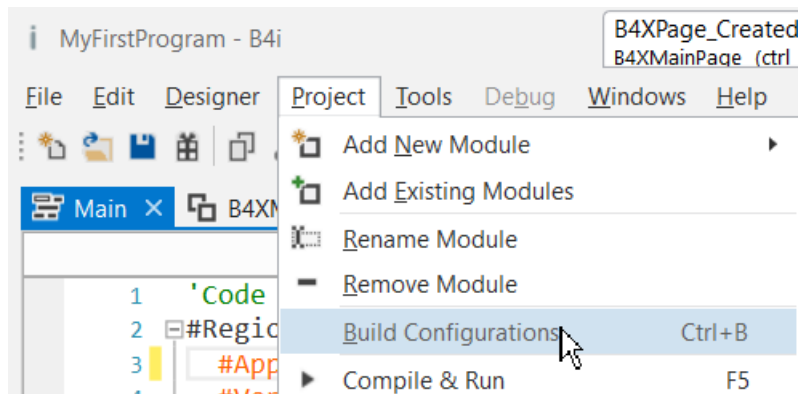 MyFirstProgram - B4i
B4XPage_Created
B4XMainPage (ctrl
File Edit Designer Project Tools Debug Windows Help
Add New Module
Add Existing Modules
Main B4XM
Rename Module
Remove Module
1 'Code
2 #Regio
Build Configurations Ctrl+B
3 #App
Compile & Run F5